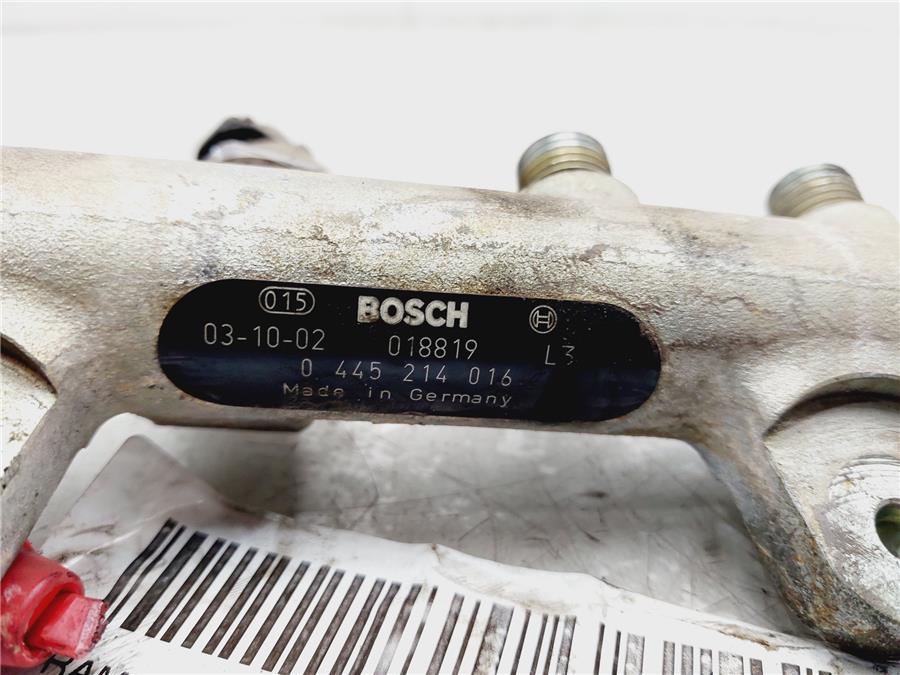 015 BOSCH
03-10-02 018819 L3
0 445 214 016
Made in Germany